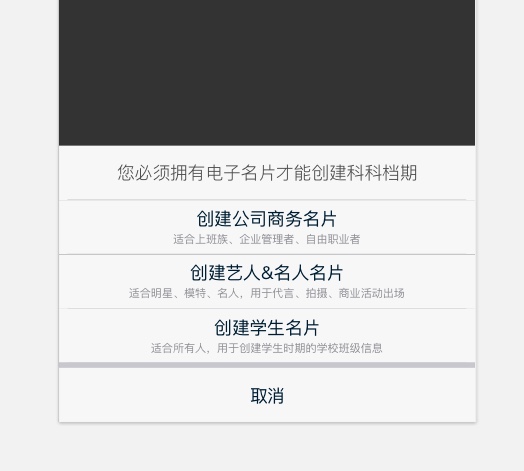 您必须拥有电子名片才能创建科科档期
创建公司商务名片
适合上班族、企业管理者、自由职业者
创建艺人&名人名片
适合明星、模特、名人，用于代言、拍摄、商业活动出场
创建学生名片
适合所有人，用于创建学生时期的学校班级信息
取消